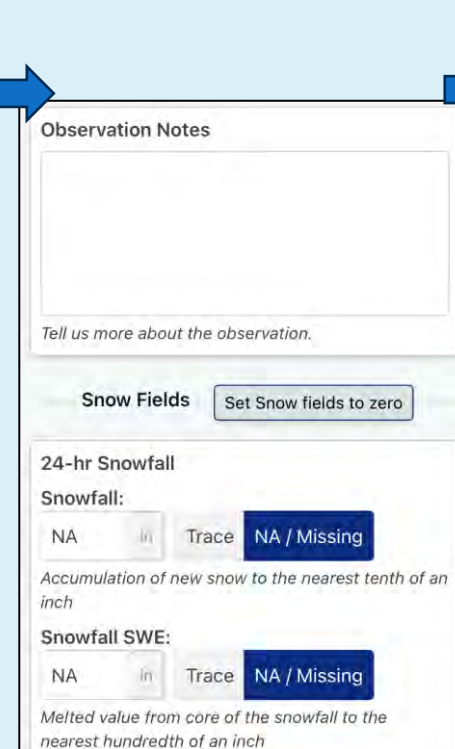 Observation Notes
Tell us more about the observation.
Snow Fields Set Snow fields to zero
24-hr Snowfall
Snowfall:
NA in Trace NA / Missing
Accumulation of new snow to the nearest tenth of an
inch
Snowfall SWE:
NA in Trace NA / Missing
Melted value from core of the snowfall to the
nearest hundredth of an inch